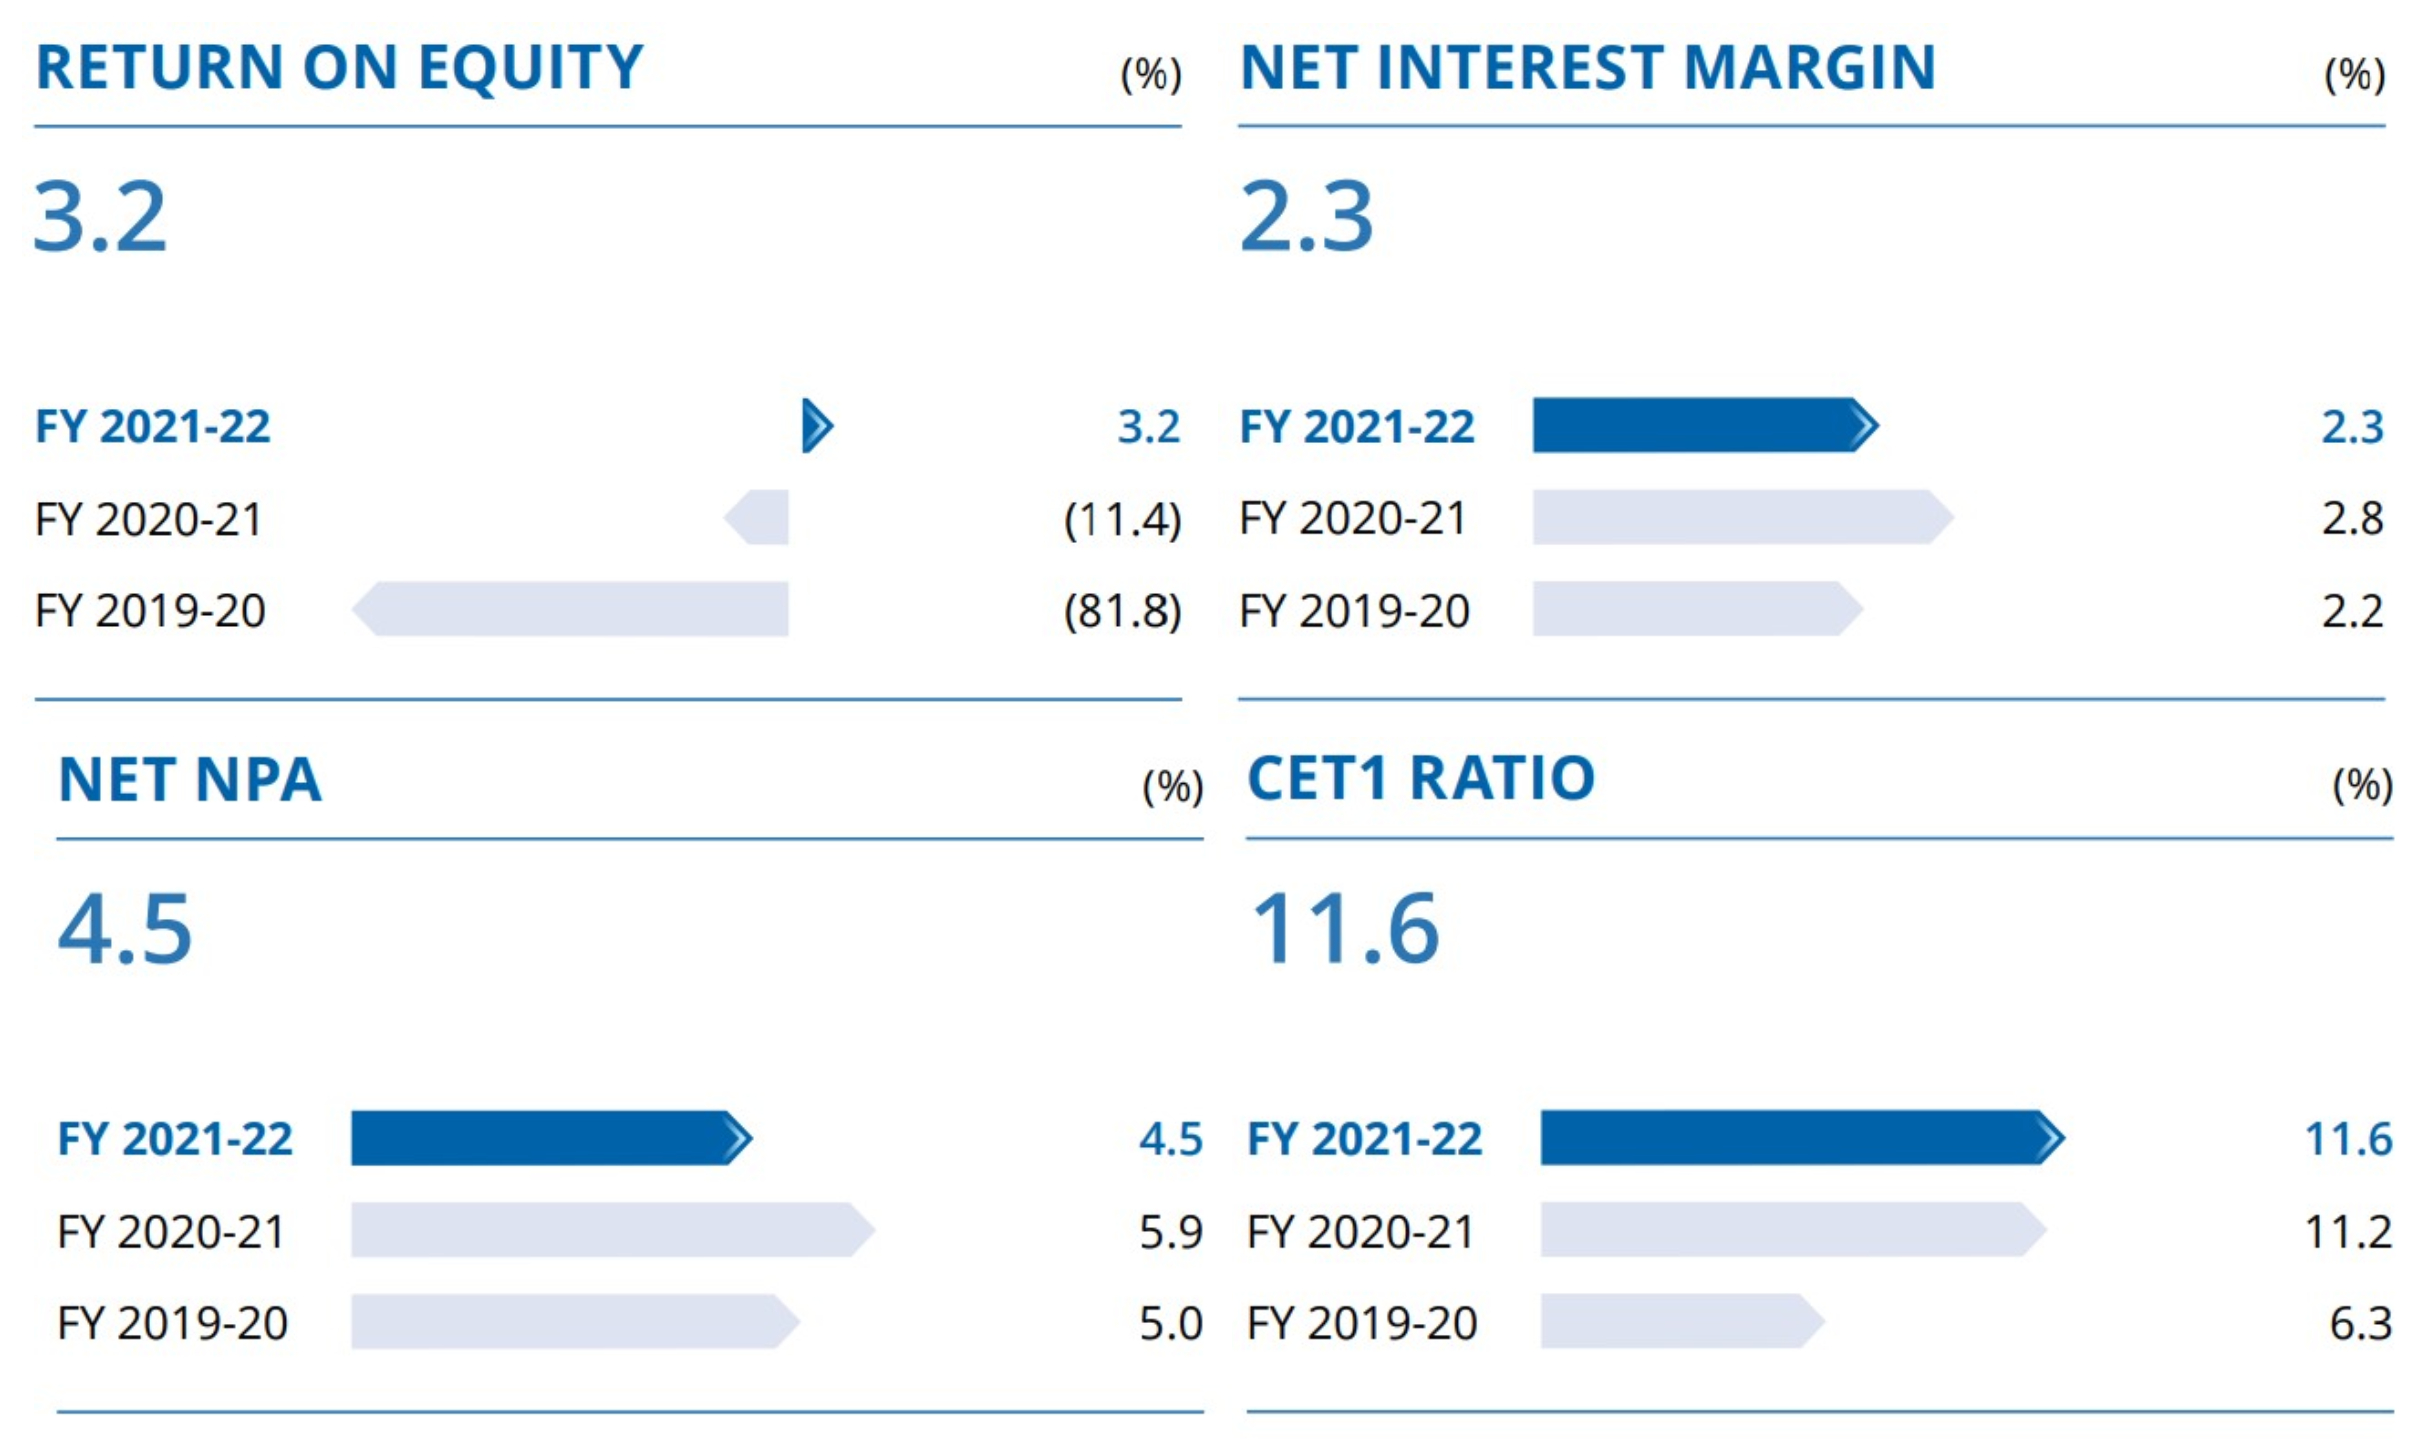 RETURN ON EQUITY (%)
3.2
FY 2021-22 3.2
FY 2020-21 (11.4)
FY 2019-20 (81.8)
NET INTEREST MARGIN (%)
2.3
FY 2021-22 2.3
FY 2020-21 2.8
FY 2019-20 2.2
NET NPA (%)
4.5
FY 2021-22 4.5
FY 2020-21 5.9
FY 2019-20 5.0
CET1 RATIO (%)
11.6
FY 2021-22 11.6
FY 2020-21 11.2
FY 2019-20 6.3